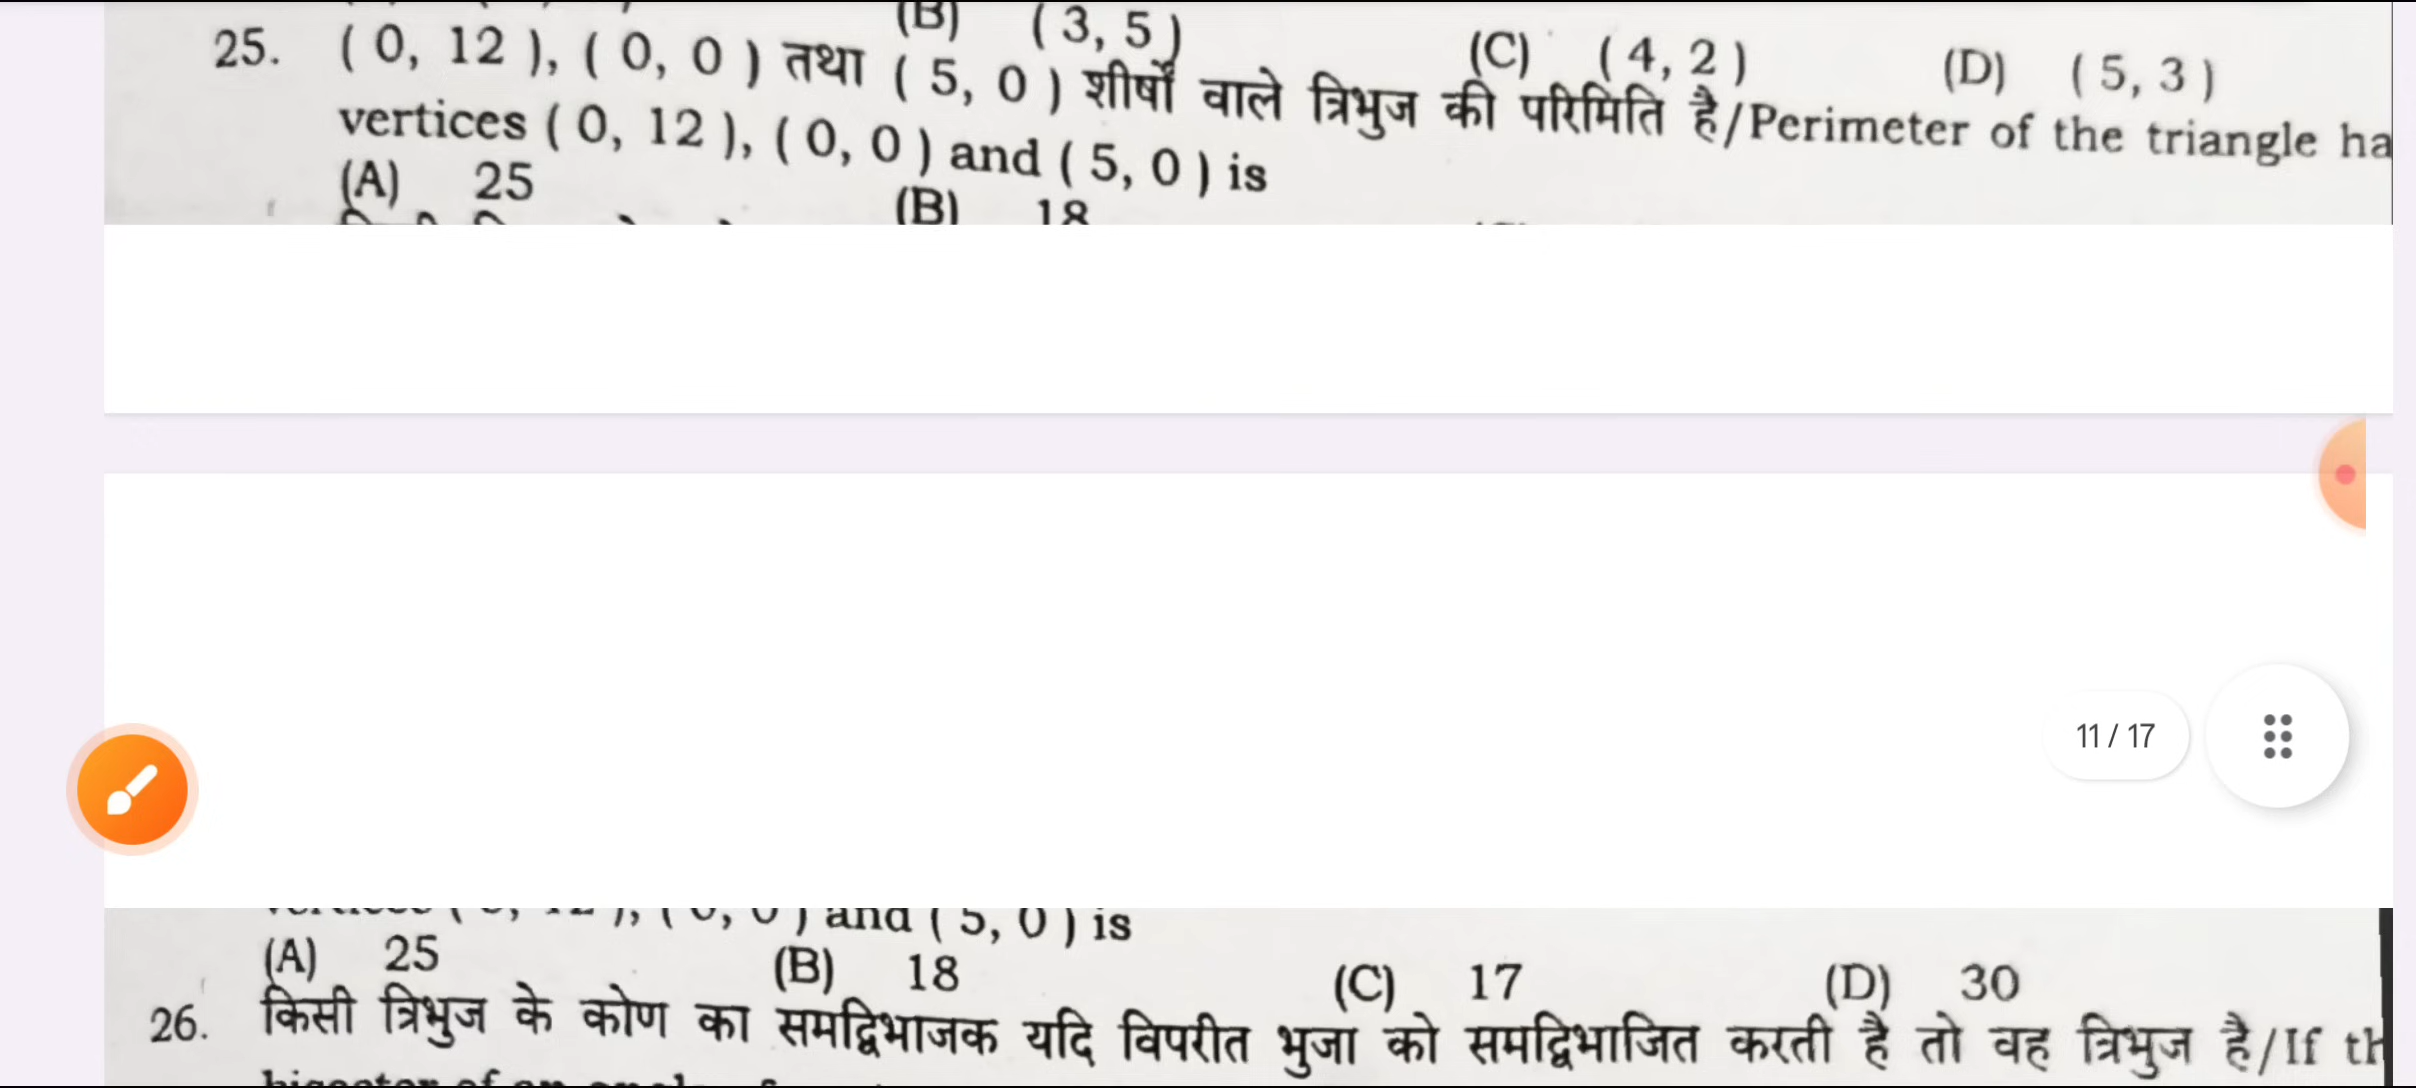 (B) ( 3, 5 ) (C) ( 4, 2 ) (D) ( 5, 3 )
25. ( 0, 12 ), ( 0, 0 ) तथा ( 5, 0 ) शीर्षों वाले त्रिभुज की परिमिति है/Perimeter of the triangle ha
vertices ( 0, 12 ), ( 0, 0 ) and ( 5, 0 ) is
(A) 25 (B) 18
11 / 17
and ( 5, 0 ) is
(A) 25 (B) 18 (C) 17 (D) 30
26. किसी त्रिभुज के कोण का समद्विभाजक यदि विपरीत भुजा को समद्विभाजित करती है तो वह त्रिभुज है/If th